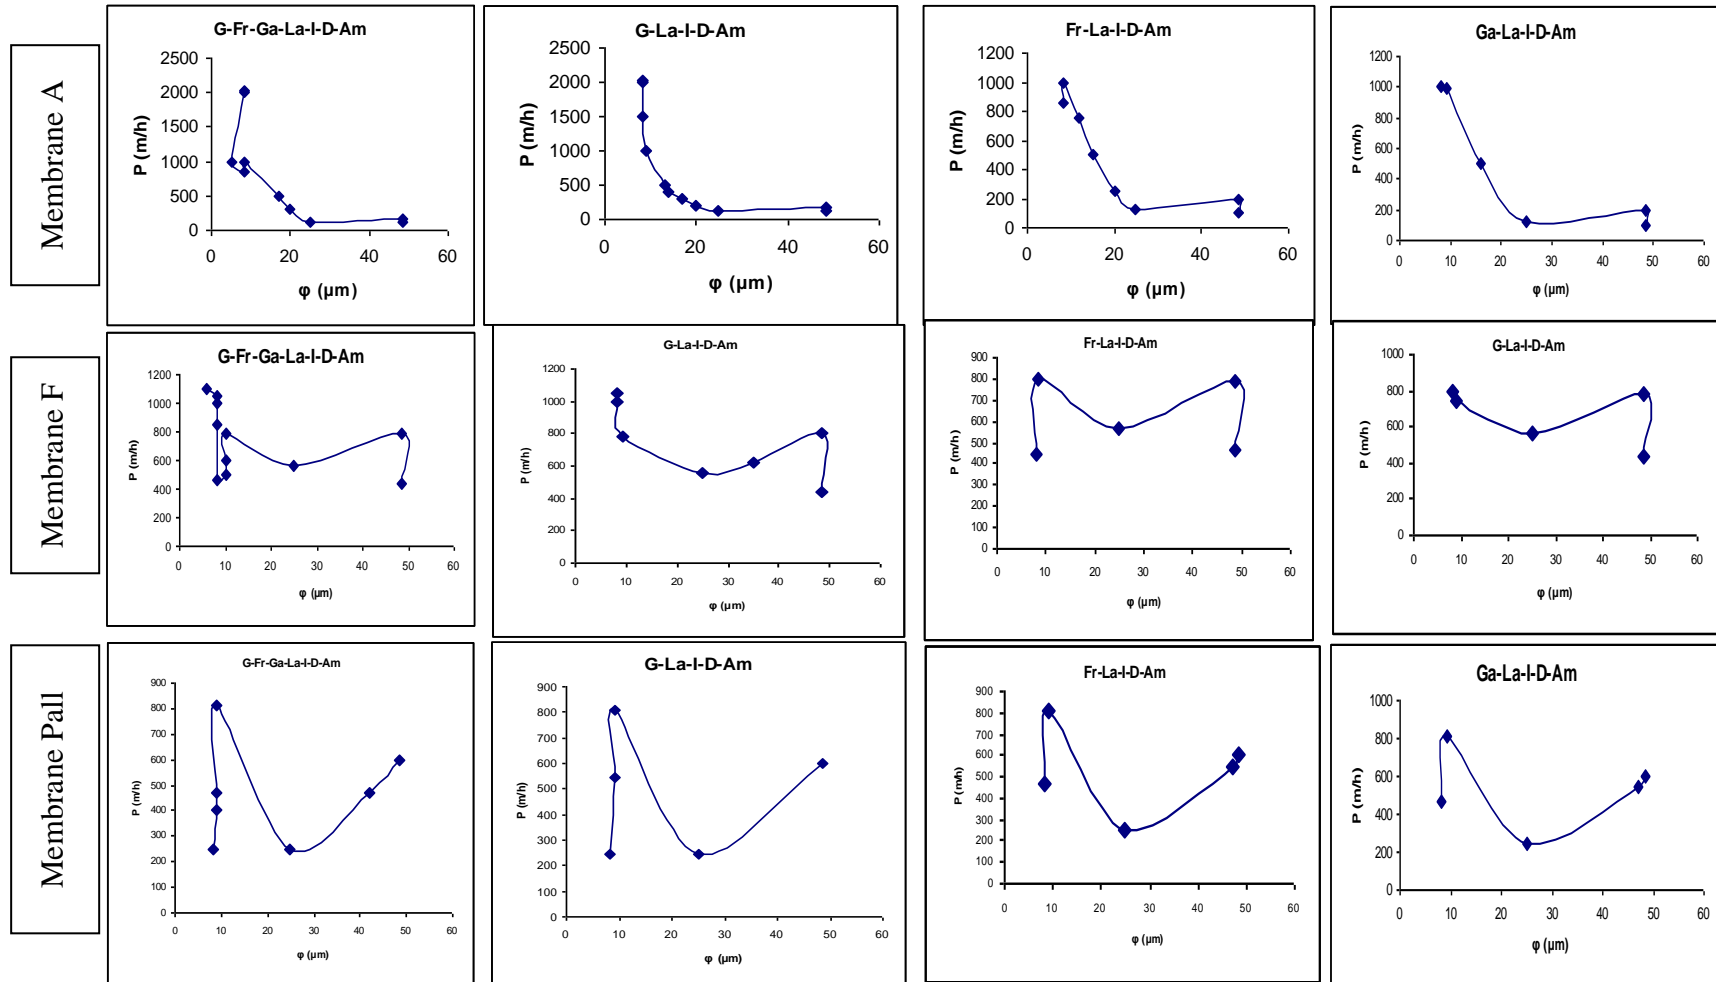 Membrane A
G-Fr-Ga-La-I-D-Am
P (m/h)
2500
2000
1500
1000
500
0
0 20 40 60
φ (µm)
G-La-I-D-Am
P (m/h)
2500
2000
1500
1000
500
0
0 20 40 60
φ (µm)
Fr-La-I-D-Am
P (m/h)
1200
1000
800
600
400
200
0
0 20 40 60
φ (µm)
Ga-La-I-D-Am
P (m/h)
1200
1000
800
600
400
200
0
0 10 20 30 40 50 60
φ (µm)
Membrane F
G-Fr-Ga-La-I-D-Am
P (m/h)
1200
1000
800
600
400
200
0
0 10 20 30 40 50 60
φ (µm)
G-La-I-D-Am
P (m/h)
1200
1000
800
600
400
200
0
0 10 20 30 40 50 60
φ (µm)
Fr-La-I-D-Am
P (m/h)
900
800
700
600
500
400
300
200
100
0
0 10 20 30 40 50 60
φ (µm)
G-La-I-D-Am
P (m/h)
1000
800
600
400
200
0
0 10 20 30 40 50 60
φ (µm)
Membrane Pall
G-Fr-Ga-La-I-D-Am
P (m/h)
900
800
700
600
500
400
300
200
100
0
0 10 20 30 40 50 60
φ (µm)
G-La-I-D-Am
P (m/h)
900
800
700
600
500
400
300
200
100
0
0 10 20 30 40 50 60
φ (µm)
Fr-La-I-D-Am
P (m/h)
900
800
700
600
500
400
300
200
100
0
0 10 20 30 40 50 60
φ (µm)
Ga-La-I-D-Am
P (m/h)
1000
800
600
400
200
0
0 10 20 30 40 50 60
φ (µm)